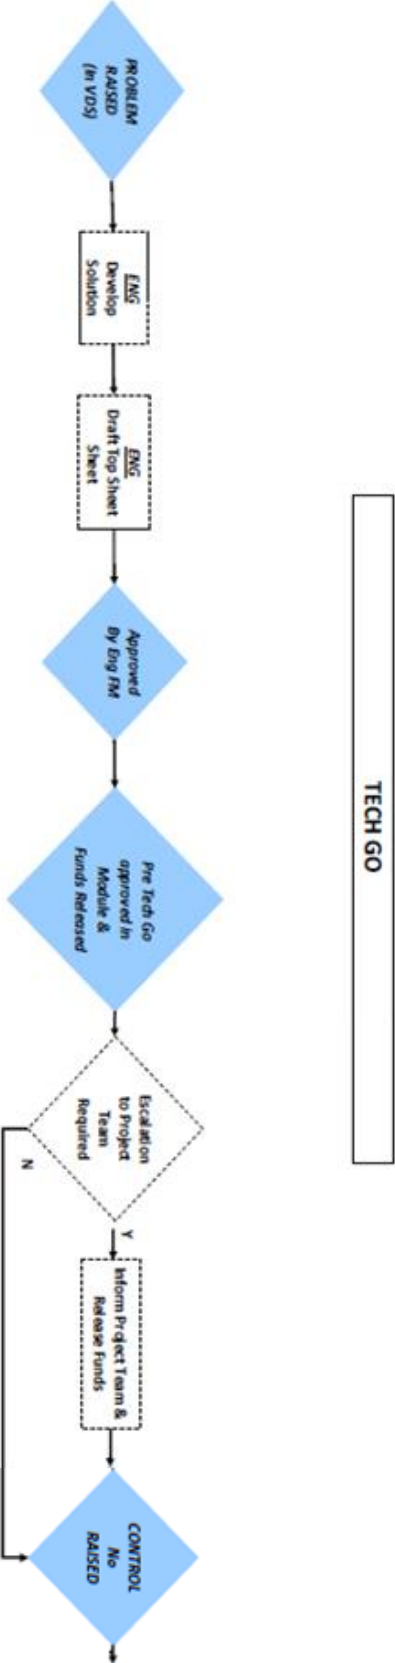 TECH GO
PROBLEM
RAISED
(In VDS)
ENG
Develop
Solution
ENG
Draft Top Sheet
Sheet
Approved
By Eng FM
Pre Tech Go
approved in
Module &
Funds Released
Escalation
to Project
Team
Required
Y
N
Inform Project Team &
Release Funds
CONTROL
No
RAISED